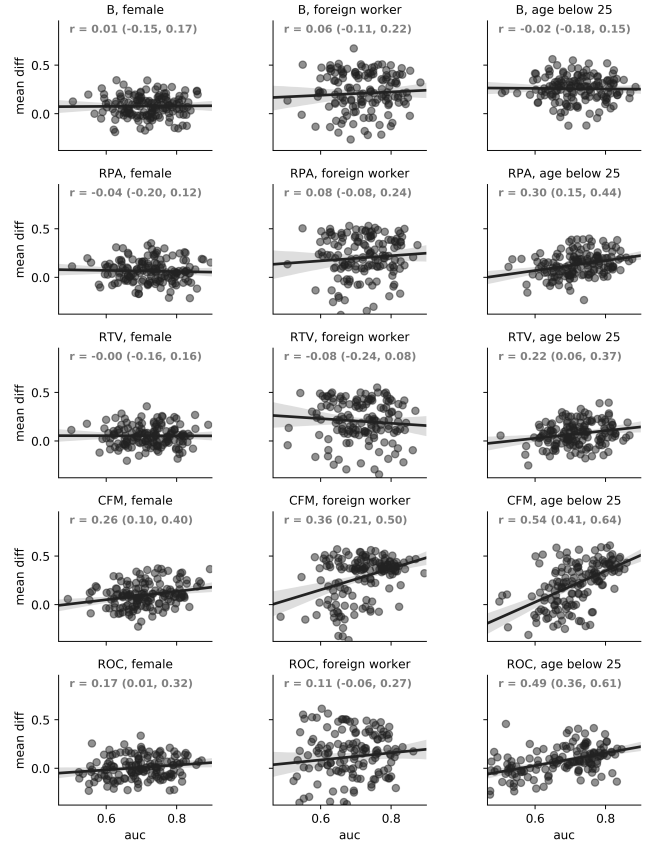 B, female
B, foreign worker
B, age below 25
r = 0.01 (-0.15, 0.17)
r = 0.06 (-0.11, 0.22)
r = -0.02 (-0.18, 0.15)
mean diff
0.5
0.0
RPA, female
RPA, foreign worker
RPA, age below 25
r = -0.04 (-0.20, 0.12)
r = 0.08 (-0.08, 0.24)
r = 0.30 (0.15, 0.44)
mean diff
0.5
0.0
RTV, female
RTV, foreign worker
RTV, age below 25
r = -0.00 (-0.16, 0.16)
r = -0.08 (-0.24, 0.08)
r = 0.22 (0.06, 0.37)
mean diff
0.5
0.0
CFM, female
CFM, foreign worker
CFM, age below 25
r = 0.26 (0.10, 0.40)
r = 0.36 (0.21, 0.50)
r = 0.54 (0.41, 0.64)
mean diff
0.5
0.0
ROC, female
ROC, foreign worker
ROC, age below 25
r = 0.17 (0.01, 0.32)
r = 0.11 (-0.06, 0.27)
r = 0.49 (0.36, 0.61)
mean diff
0.5
0.0
0.6 0.8
0.6 0.8
0.6 0.8
auc
auc
auc